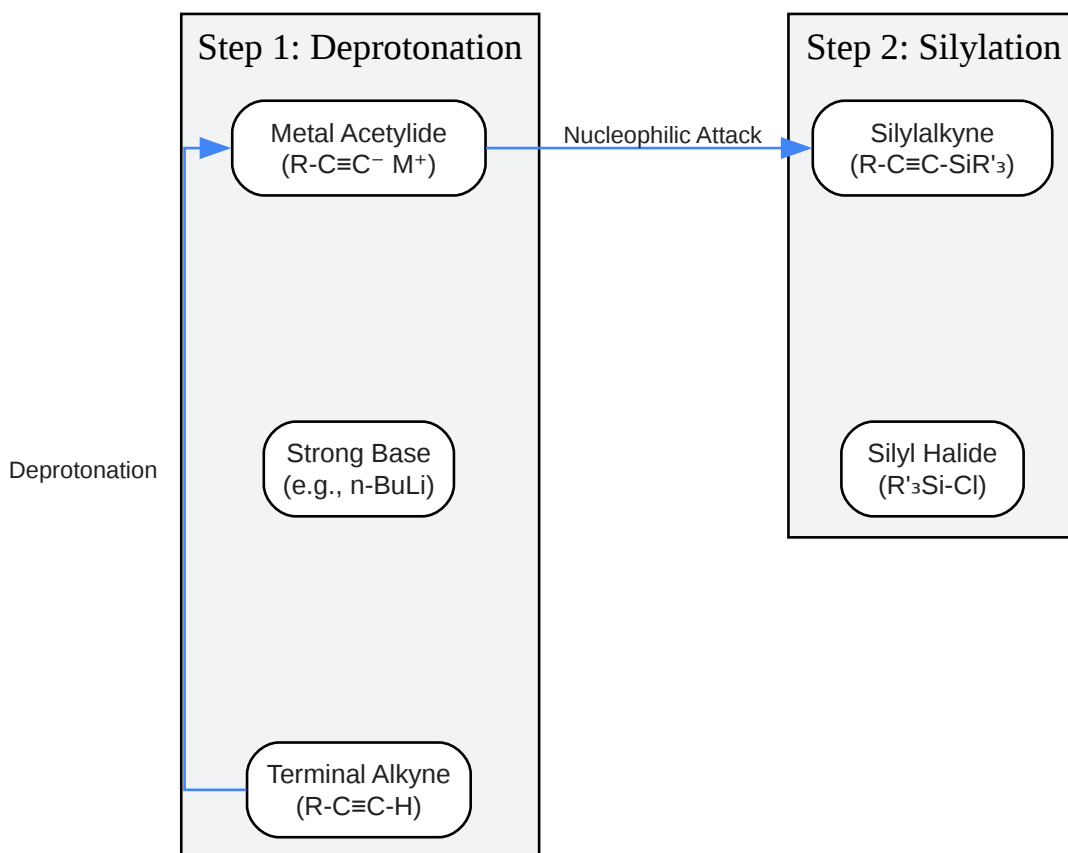 Step 1: Deprotonation
Metal Acetylide
(R-C≡C⁻ M⁺)
Strong Base
(e.g., n-BuLi)
Terminal Alkyne
(R-C≡C-H)
Deprotonation
Nucleophilic Attack
Step 2: Silylation
Silylalkyne
(R-C≡C-SiR'₃)
Silyl Halide
(R'₃Si-Cl)